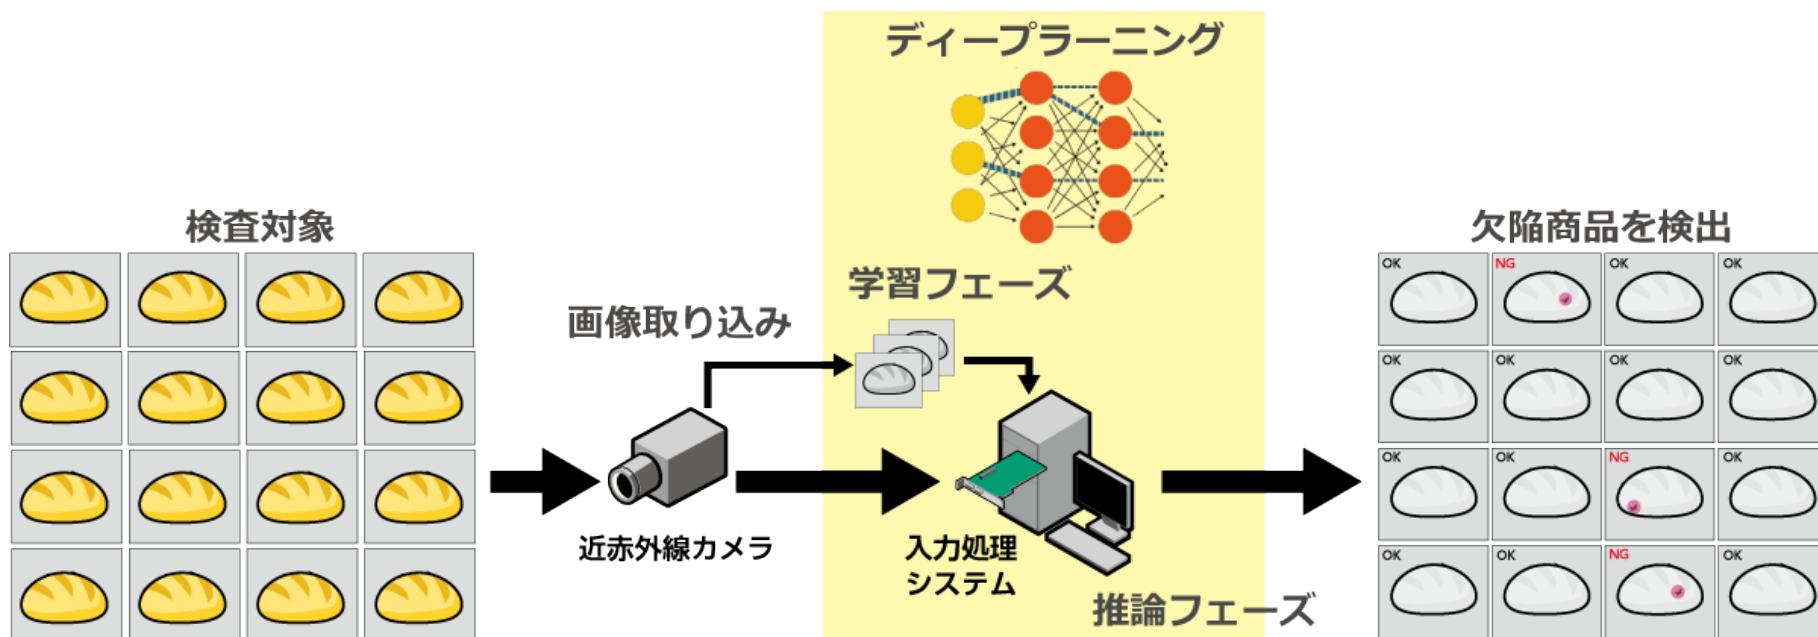 ディープラーニング
検査対象
欠陥商品を検出
学習フェーズ
画像取り込み
近赤外線カメラ
入力処理
システム
推論フェーズ
OK NG OK OK
OK OK OK OK
OK OK NG OK
OK OK NG OK